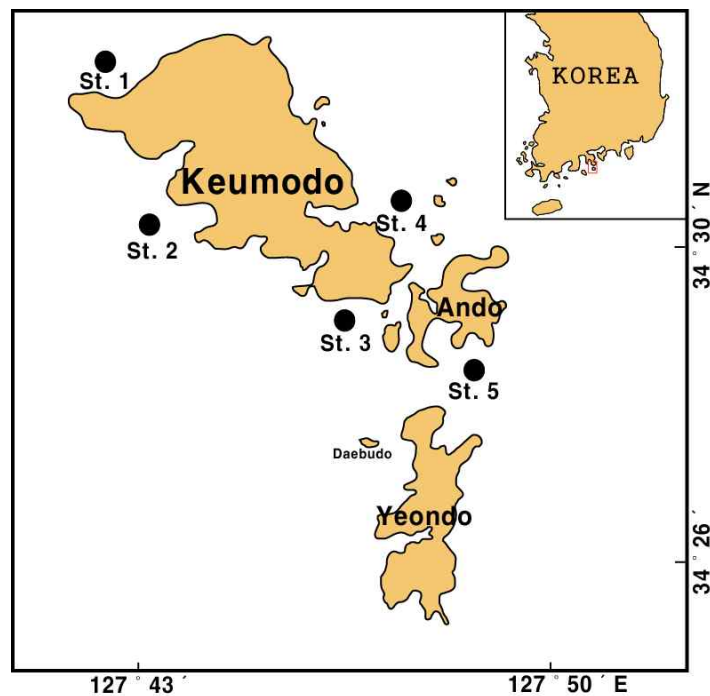 St. 1
KOREA
Keumodo
St. 4
St. 2
34 ° 30 ´ N
Ando
St. 3
St. 5
Daebudo
Yeondo
34 ° 26 ´
127 ° 43 ´
127 ° 50 ´ E